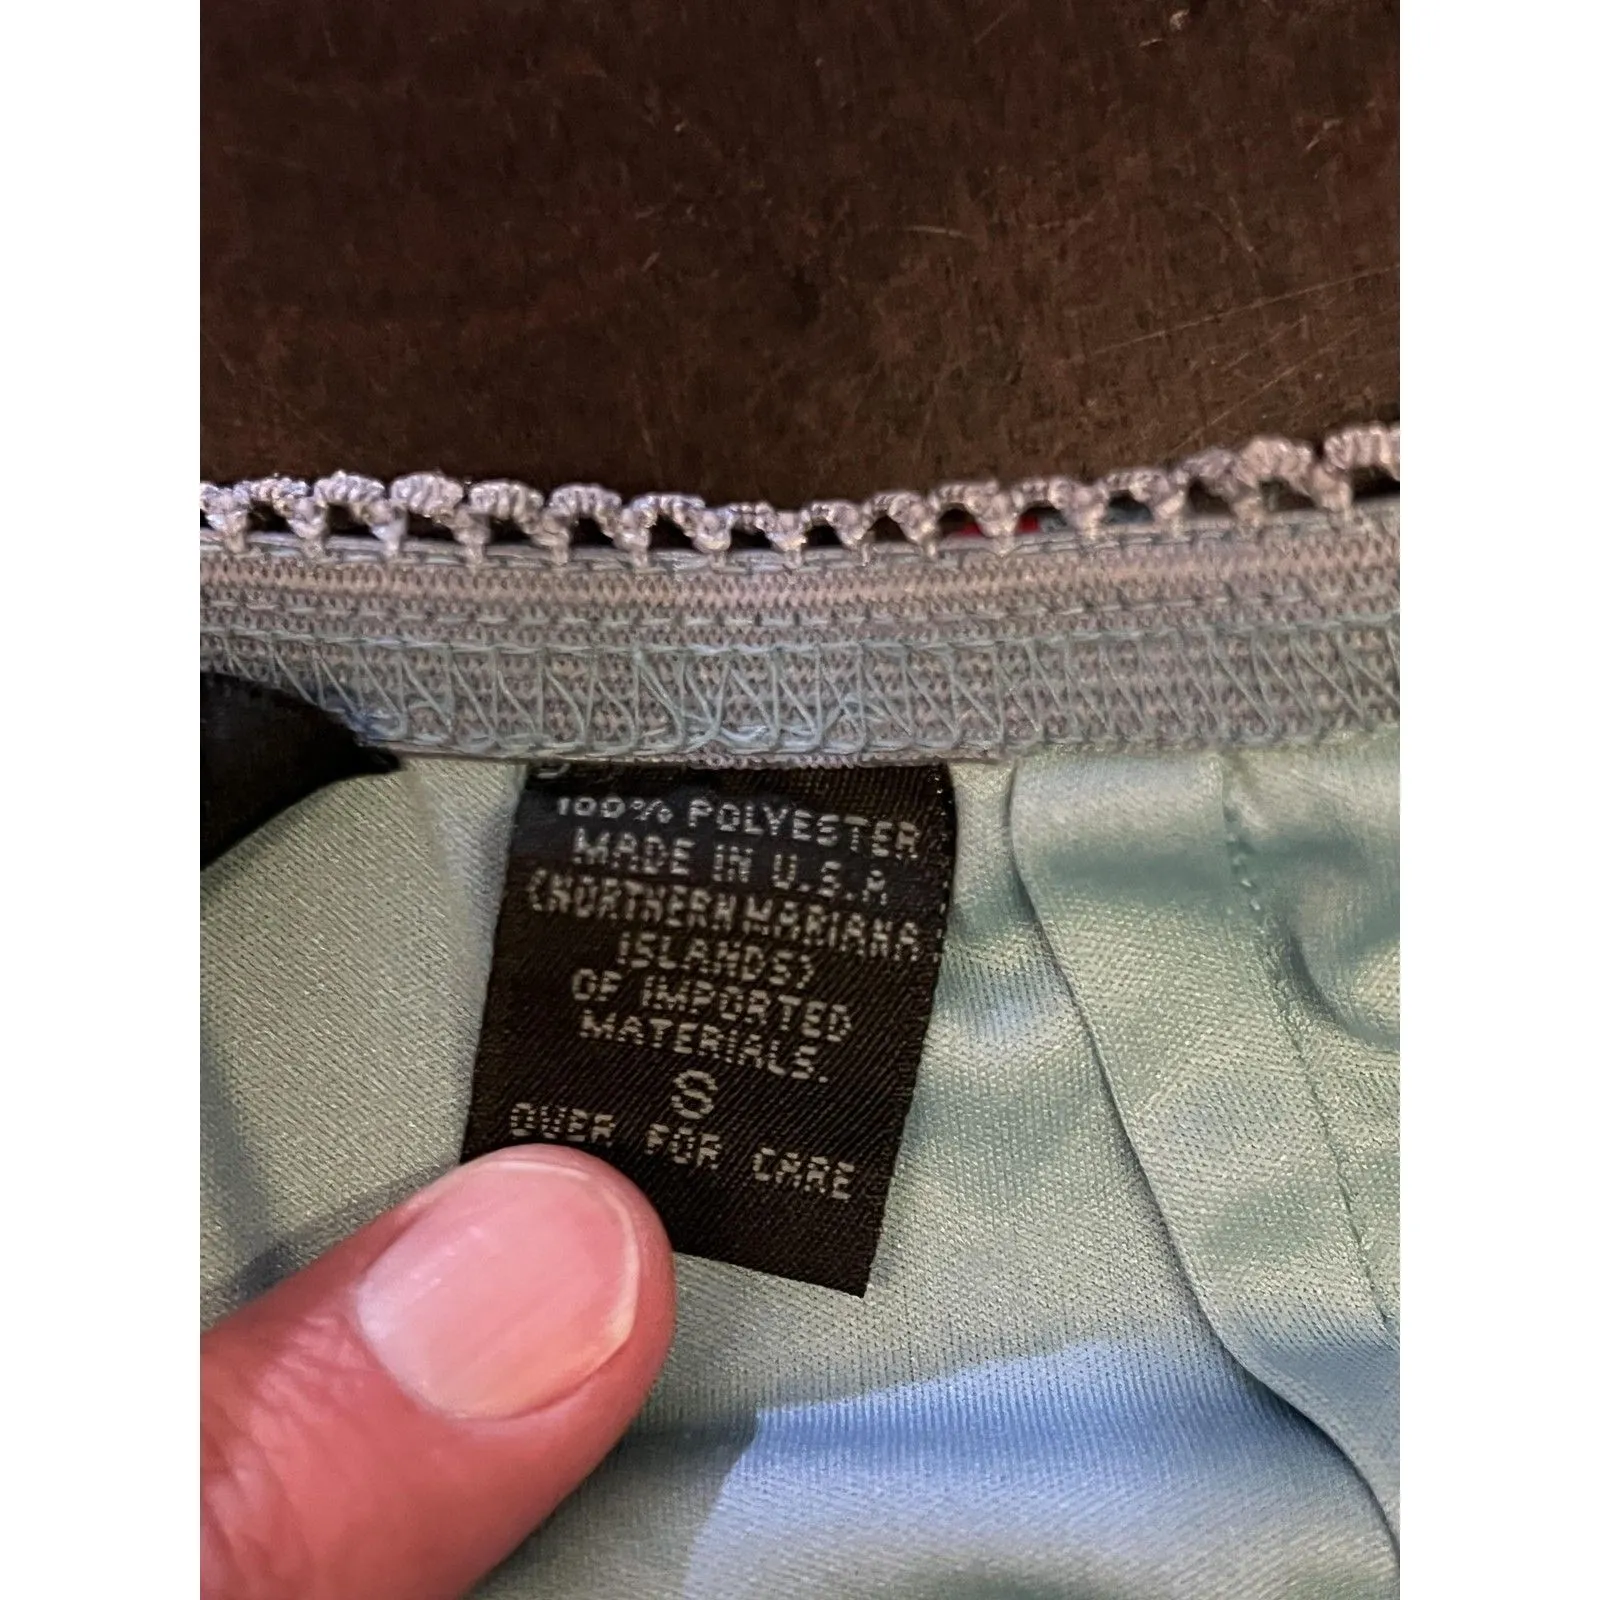 100% POLYESTER
MADE IN U.S.A
(NORTHERN MARIANA
ISLANDS)
OF IMPORTED
MATERIALS.
S
OVER FOR CARE